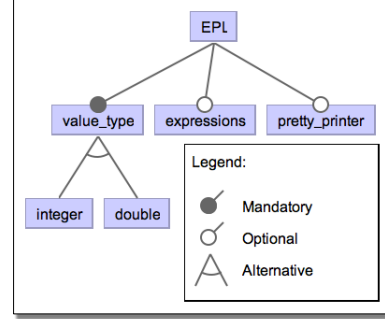 EPL
value_type expressions pretty_printer
Legend:
integer double
Mandatory
Optional
Alternative